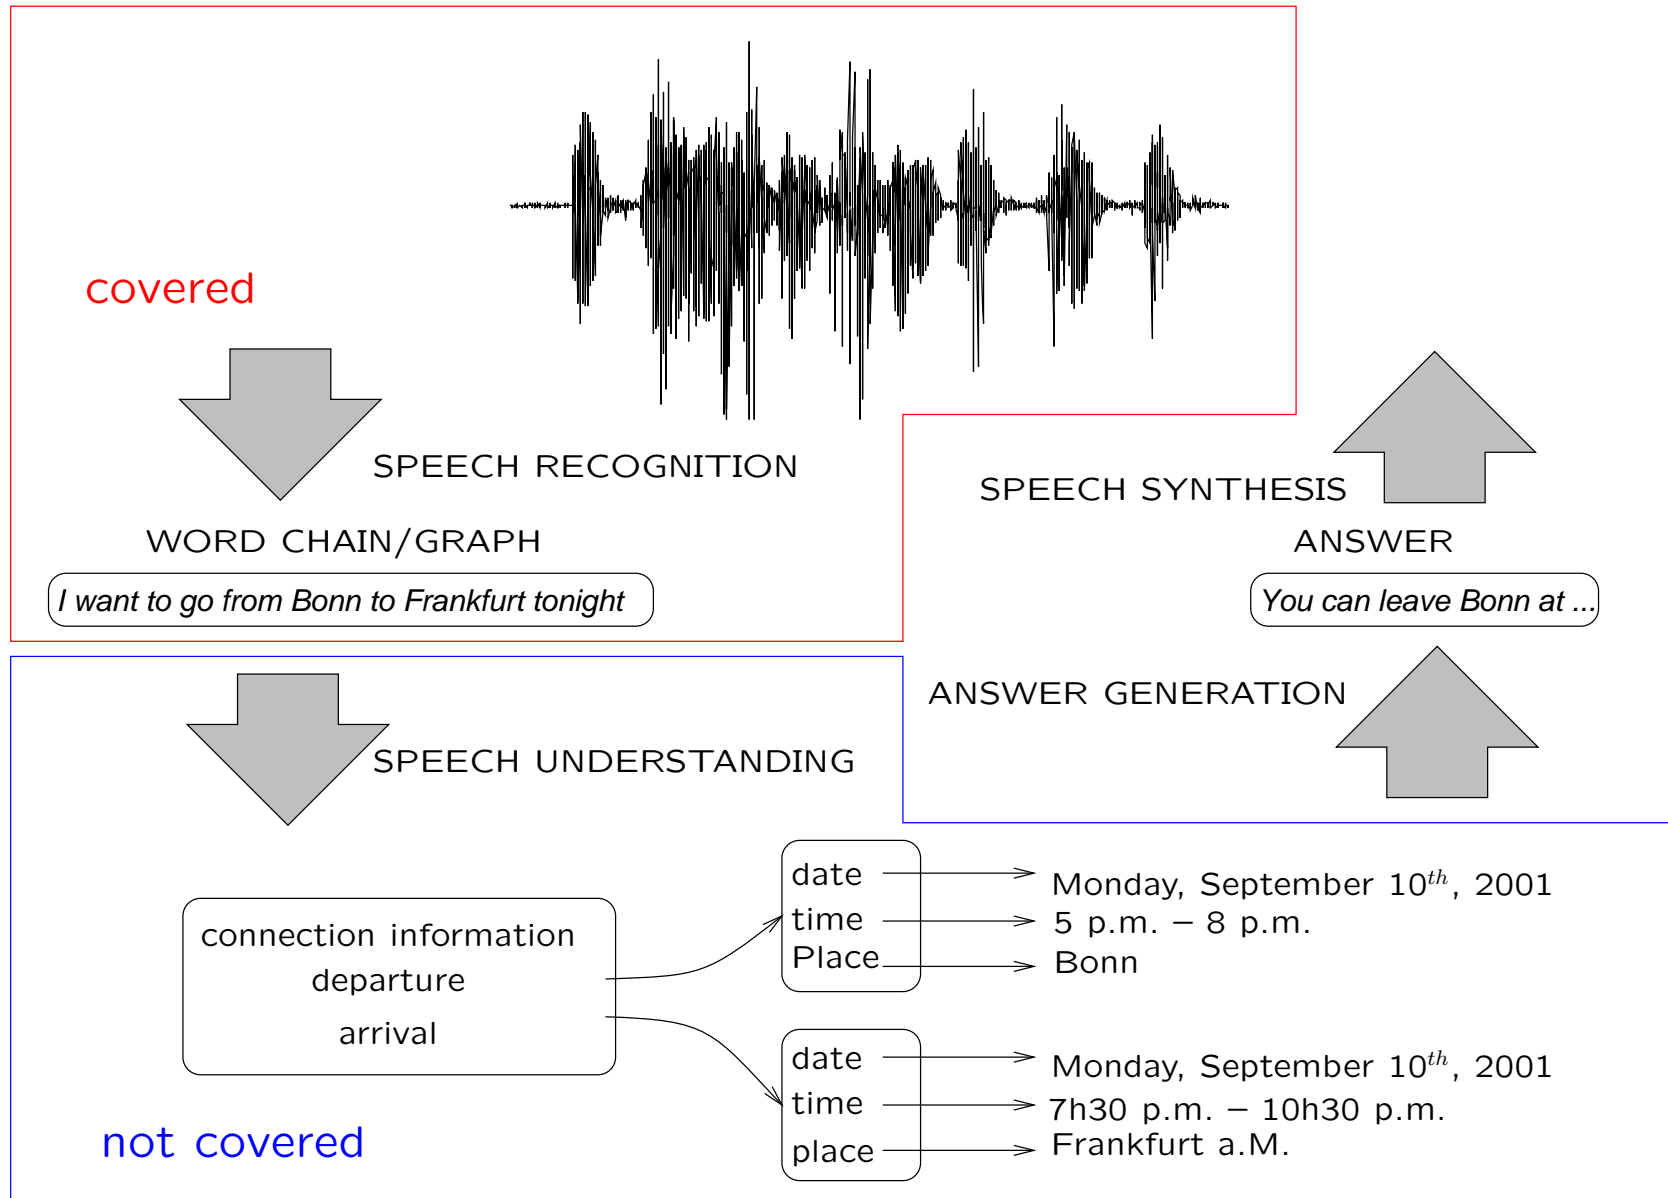 covered
SPEECH RECOGNITION
WORD CHAIN/GRAPH
I want to go from Bonn to Frankfurt tonight
SPEECH SYNTHESIS
ANSWER
You can leave Bonn at ...
ANSWER GENERATION
SPEECH UNDERSTANDING
connection information
departure
arrival
date Monday, September 10th, 2001
time 5 p.m. – 8 p.m.
Place Bonn
date Monday, September 10th, 2001
time 7h30 p.m. – 10h30 p.m.
place Frankfurt a.M.
not covered